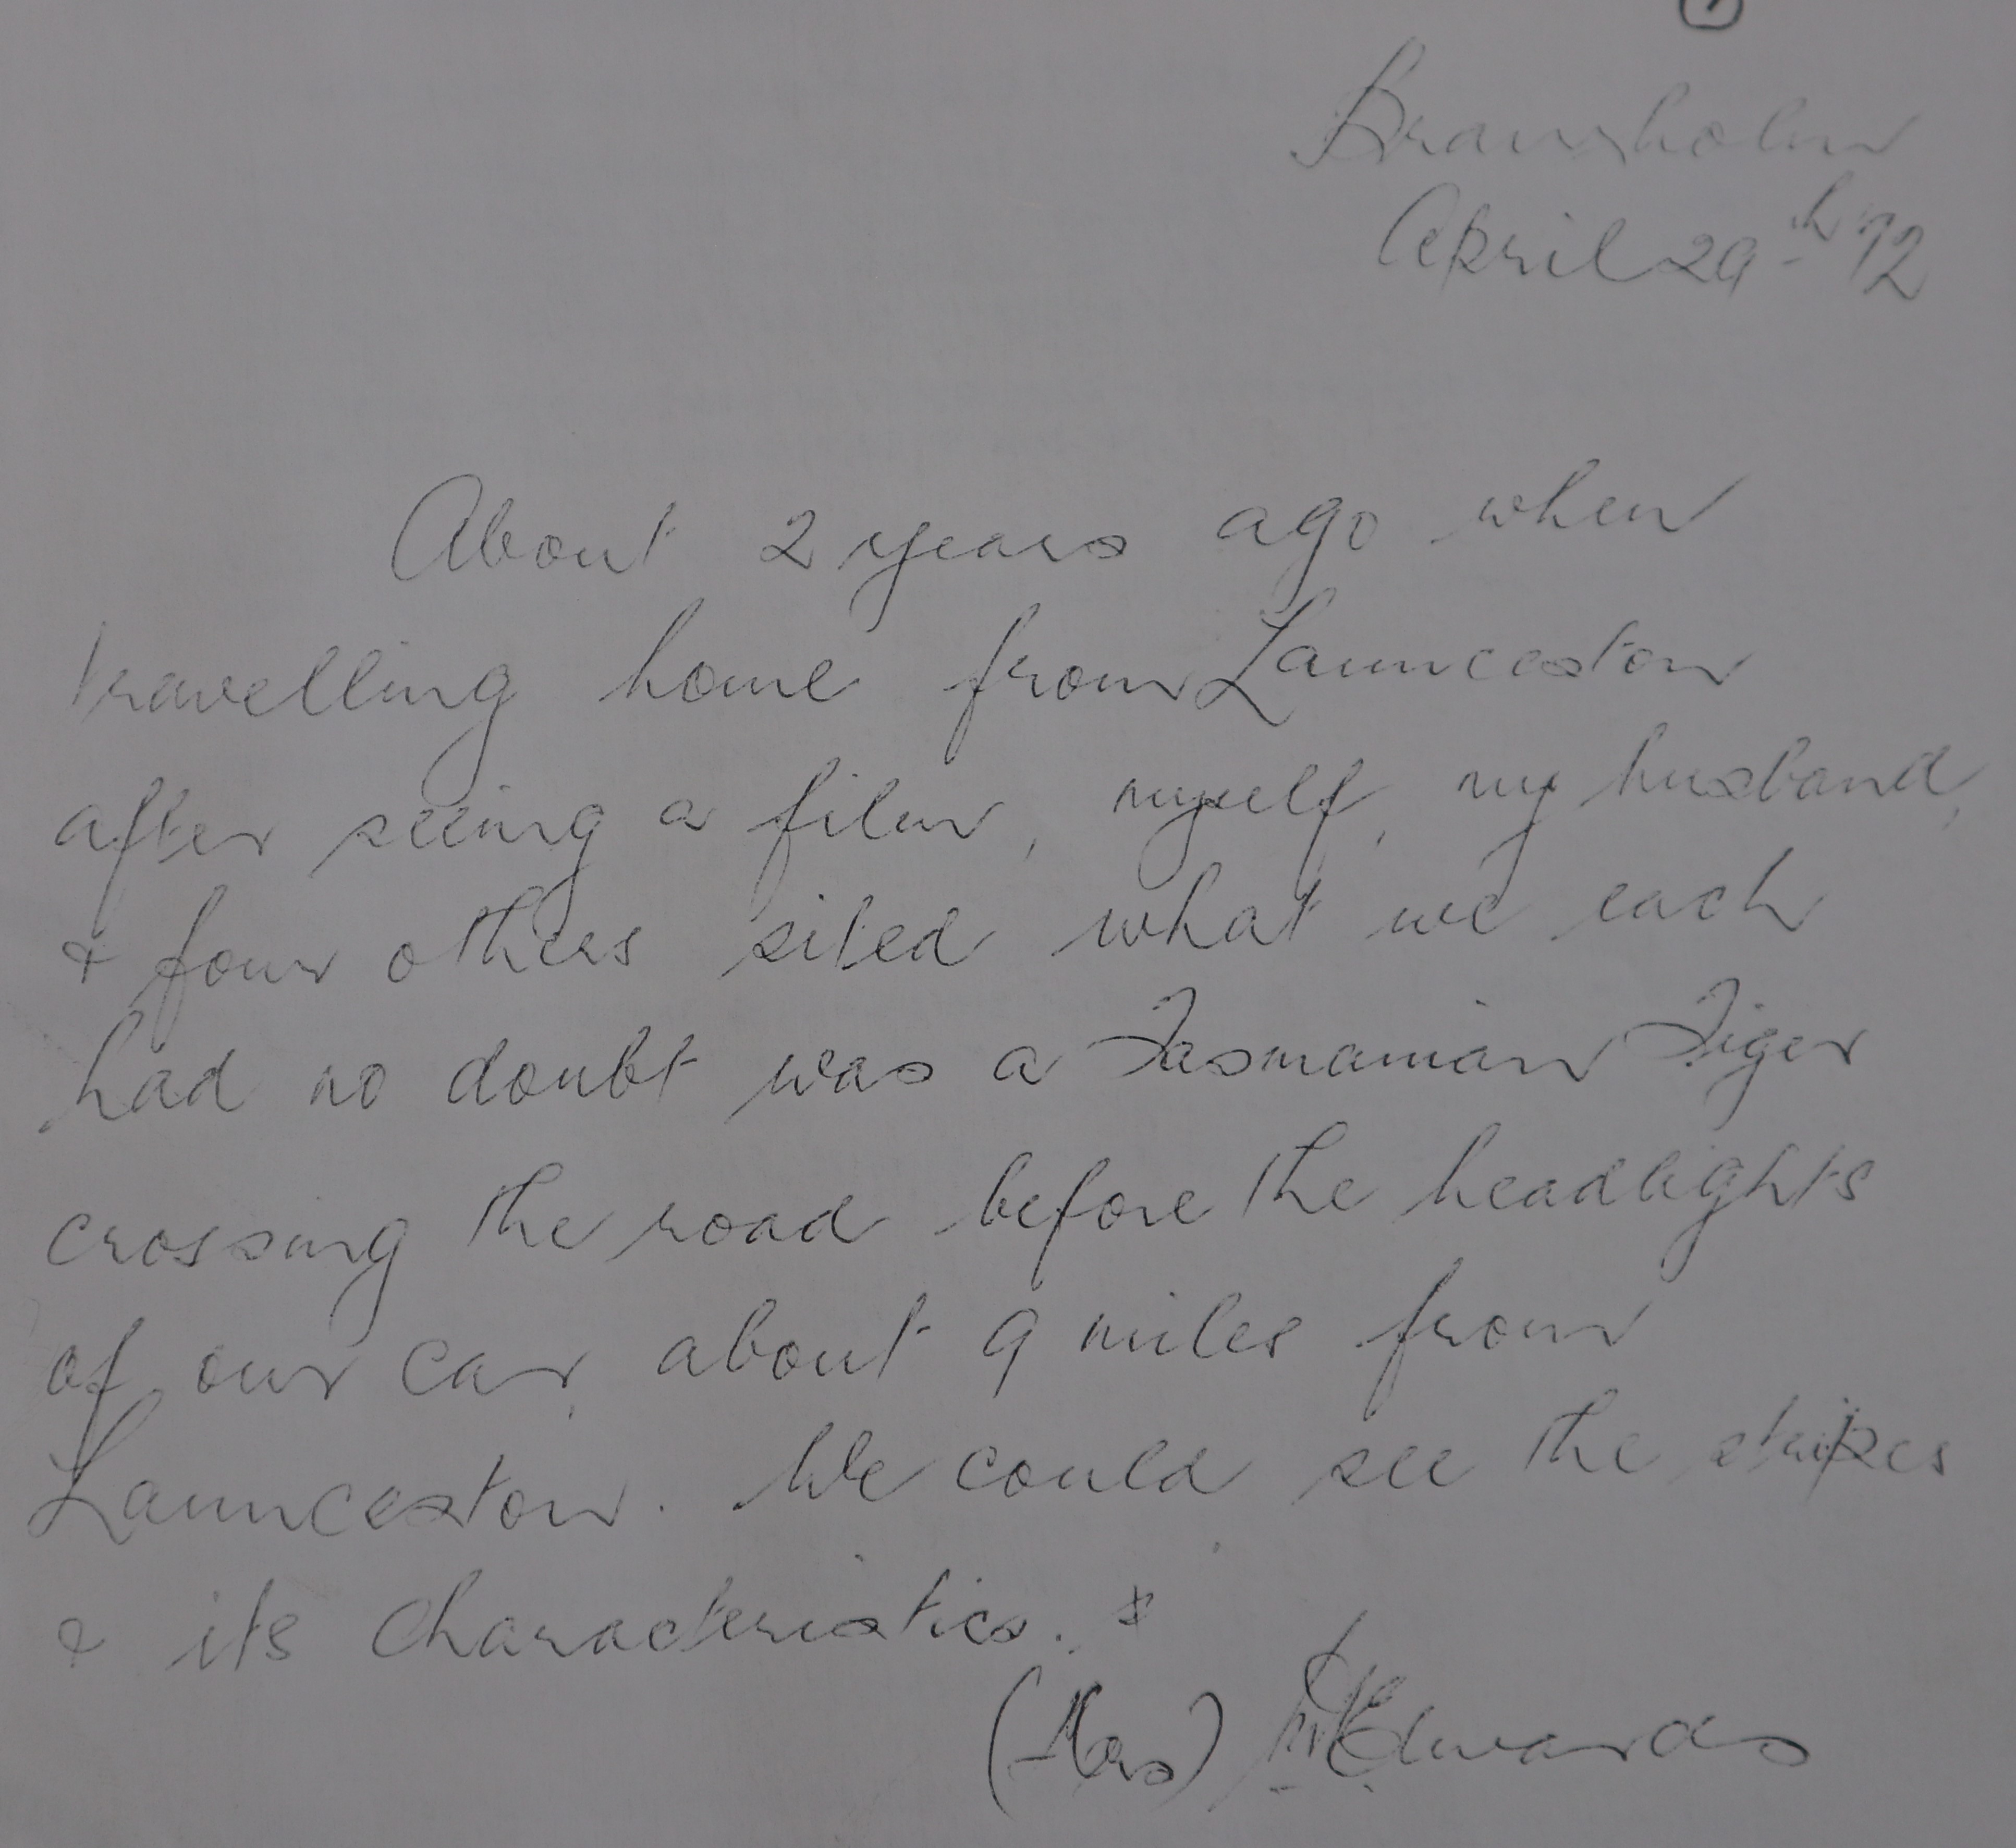 Branxholm
April 29th 72
About 2 years ago when
travelling home from Launceston
after seeing a film, myself, my husband,
& four others sited what we each
had no doubt was a Tasmanian Tiger
crossing the road before the headlights
of our car, about 9 miles from
Launceston. We could see the stripes
& its characteristics. *
(Mrs) Edwards